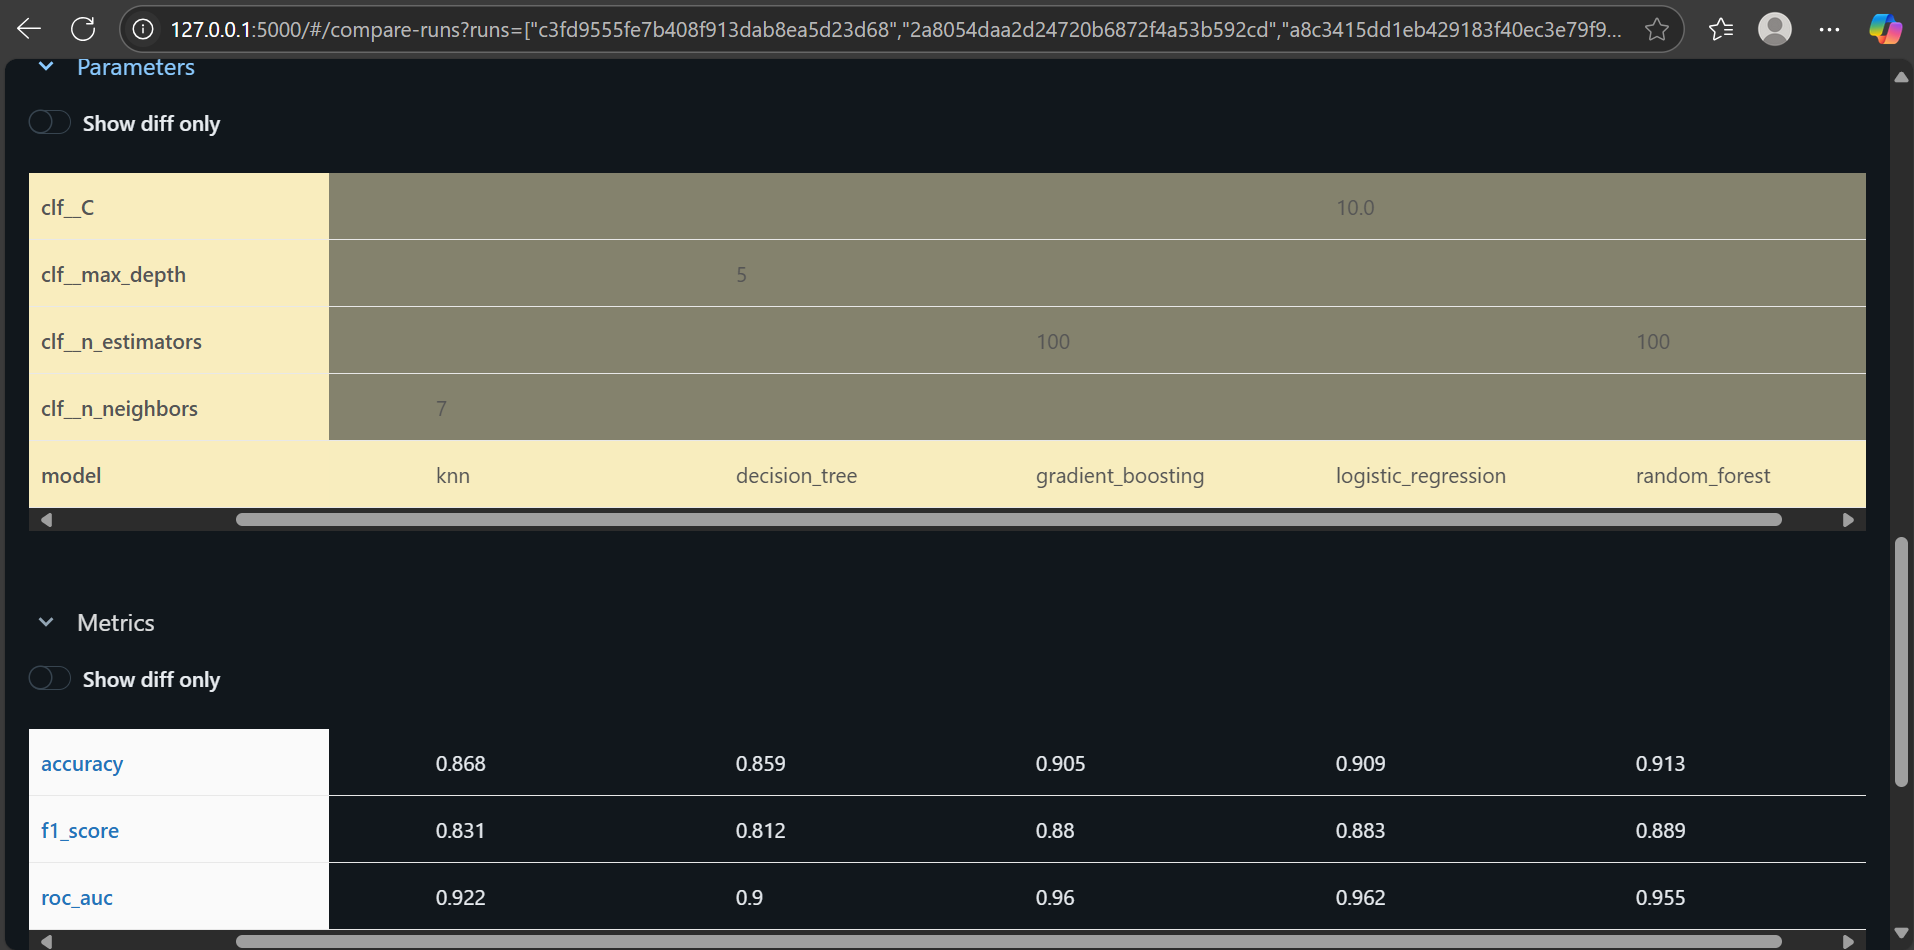 127.0.0.1:5000/#/compare-runs?runs=["c3fd9555fe7b408f913dab8ea5d23d68","2a8054daa2d24720b6872f4a53b592cd","a8c3415dd1eb429183f40ec3e79f9...
Parameters
Show diff only
clf__C 10.0
clf__max_depth 5
clf__n_estimators 100 100
clf__n_neighbors 7
model knn decision_tree gradient_boosting logistic_regression random_forest
Metrics
Show diff only
accuracy 0.868 0.859 0.905 0.909 0.913
f1_score 0.831 0.812 0.88 0.883 0.889
roc_auc 0.922 0.9 0.96 0.962 0.955